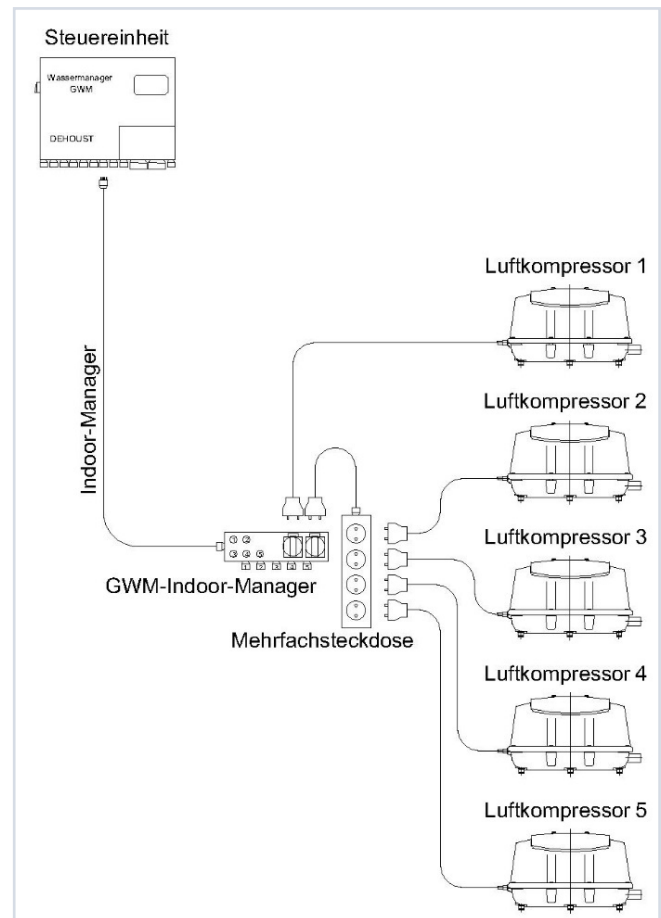 Steuereinheit
Wassermanager
GWM
DEHOUST
Indoor-Manager
Luftkompressor 1
Luftkompressor 2
Luftkompressor 3
GWM-Indoor-Manager
Mehrfachsteckdose
Luftkompressor 4
Luftkompressor 5